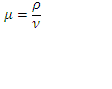 μ = ρ/ν